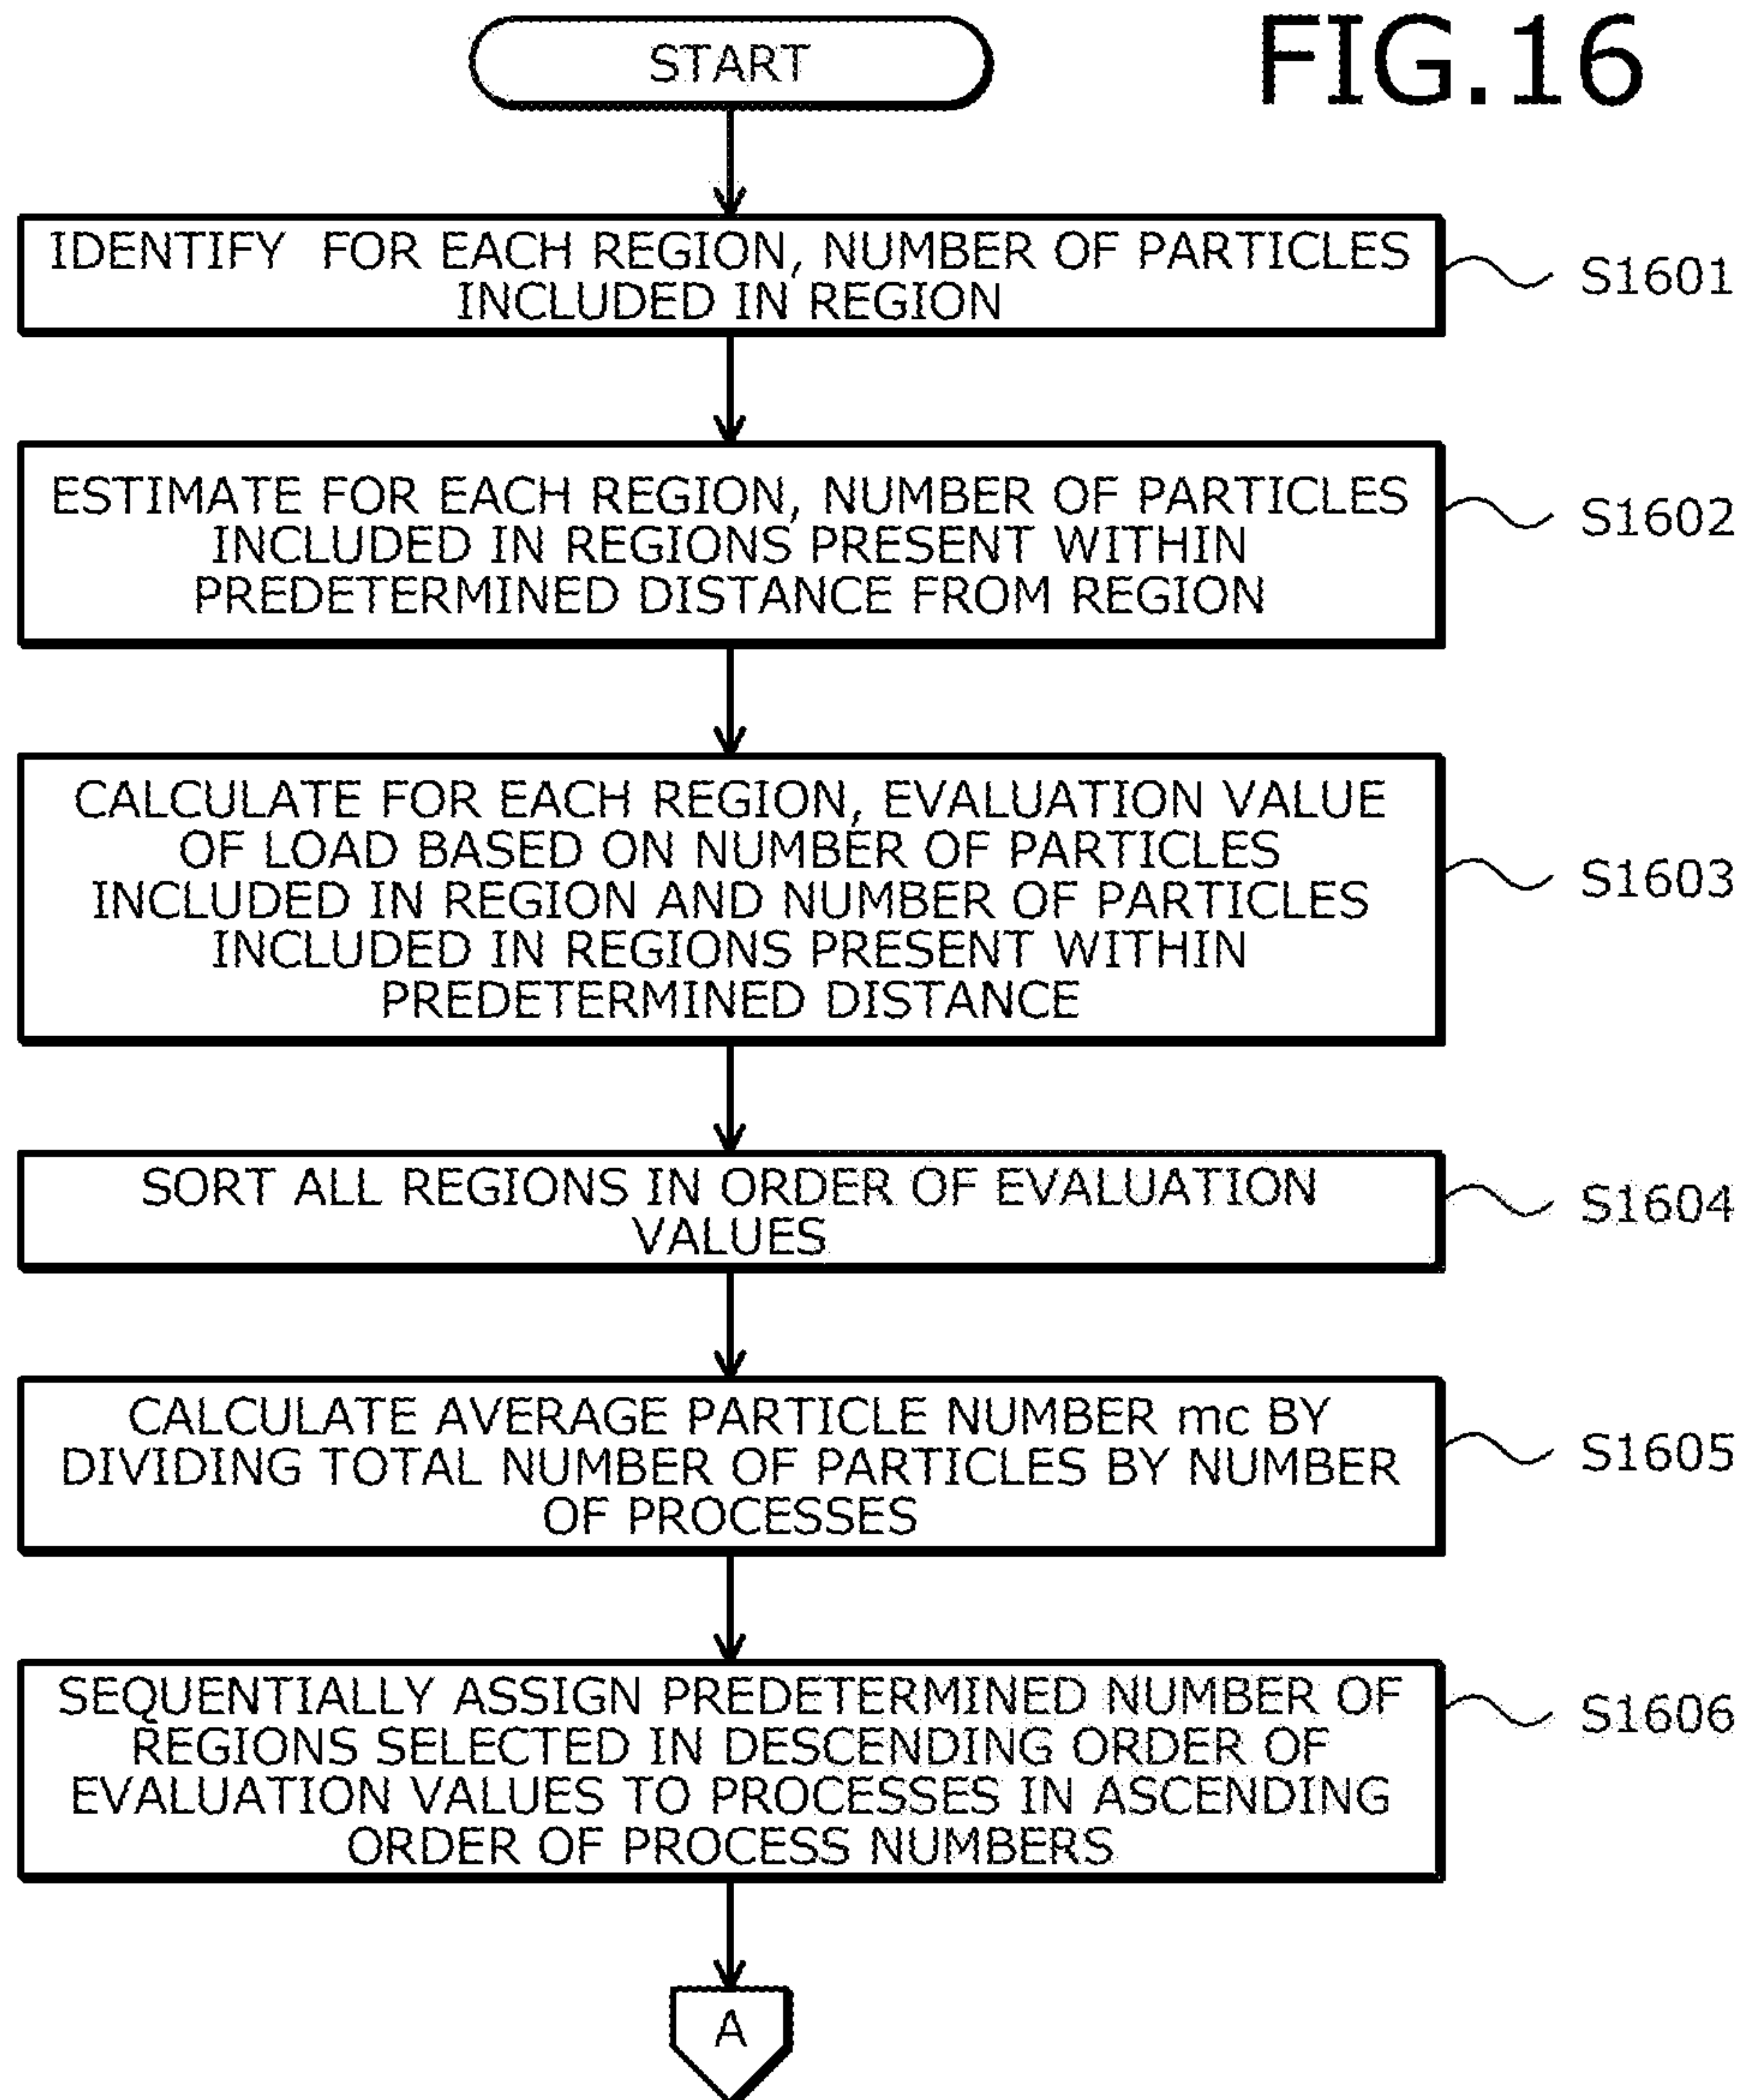 FIG.16
START
IDENTIFY FOR EACH REGION, NUMBER OF PARTICLES
INCLUDED IN REGION
S1601
ESTIMATE FOR EACH REGION, NUMBER OF PARTICLES
INCLUDED IN REGIONS PRESENT WITHIN
PREDETERMINED DISTANCE FROM REGION
S1602
CALCULATE FOR EACH REGION, EVALUATION VALUE
OF LOAD BASED ON NUMBER OF PARTICLES
INCLUDED IN REGION AND NUMBER OF PARTICLES
INCLUDED IN REGIONS PRESENT WITHIN
PREDETERMINED DISTANCE
S1603
SORT ALL REGIONS IN ORDER OF EVALUATION
VALUES
S1604
CALCULATE AVERAGE PARTICLE NUMBER mc BY
DIVIDING TOTAL NUMBER OF PARTICLES BY NUMBER
OF PROCESSES
S1605
SEQUENTIALLY ASSIGN PREDETERMINED NUMBER OF
REGIONS SELECTED IN DESCENDING ORDER OF
EVALUATION VALUES TO PROCESSES IN ASCENDING
ORDER OF PROCESS NUMBERS
S1606
A